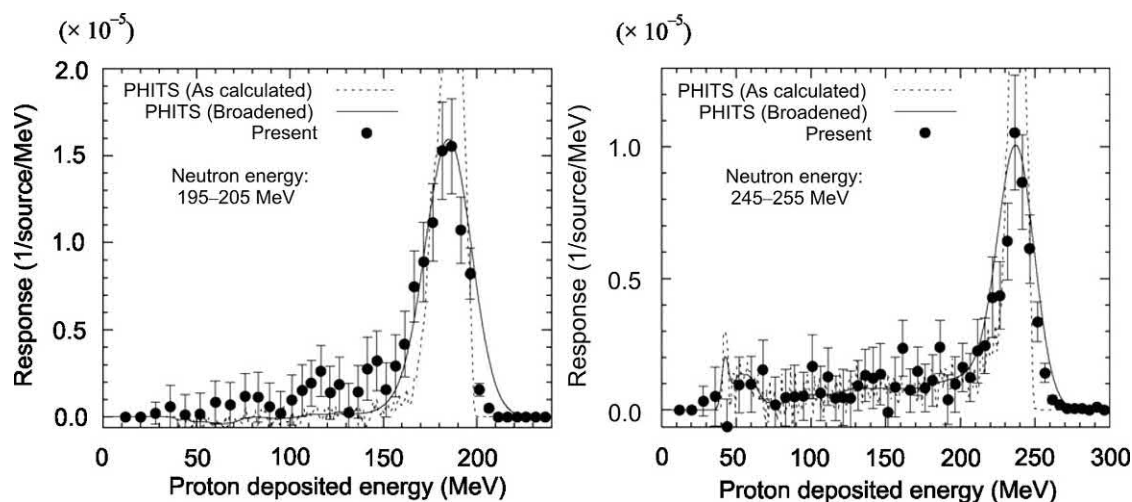 (× 10⁻⁵)
2.0
1.5
1.0
0.5
0.0
Response (1/source/MeV)
PHITS (As calculated)
PHITS (Broadened)
Present
Neutron energy:
195–205 MeV
0 50 100 150 200
Proton deposited energy (MeV)
(× 10⁻⁵)
1.0
0.5
0.0
Response (1/source/MeV)
PHITS (As calculated)
PHITS (Broadened)
Present
Neutron energy:
245–255 MeV
0 50 100 150 200 250 300
Proton deposited energy (MeV)